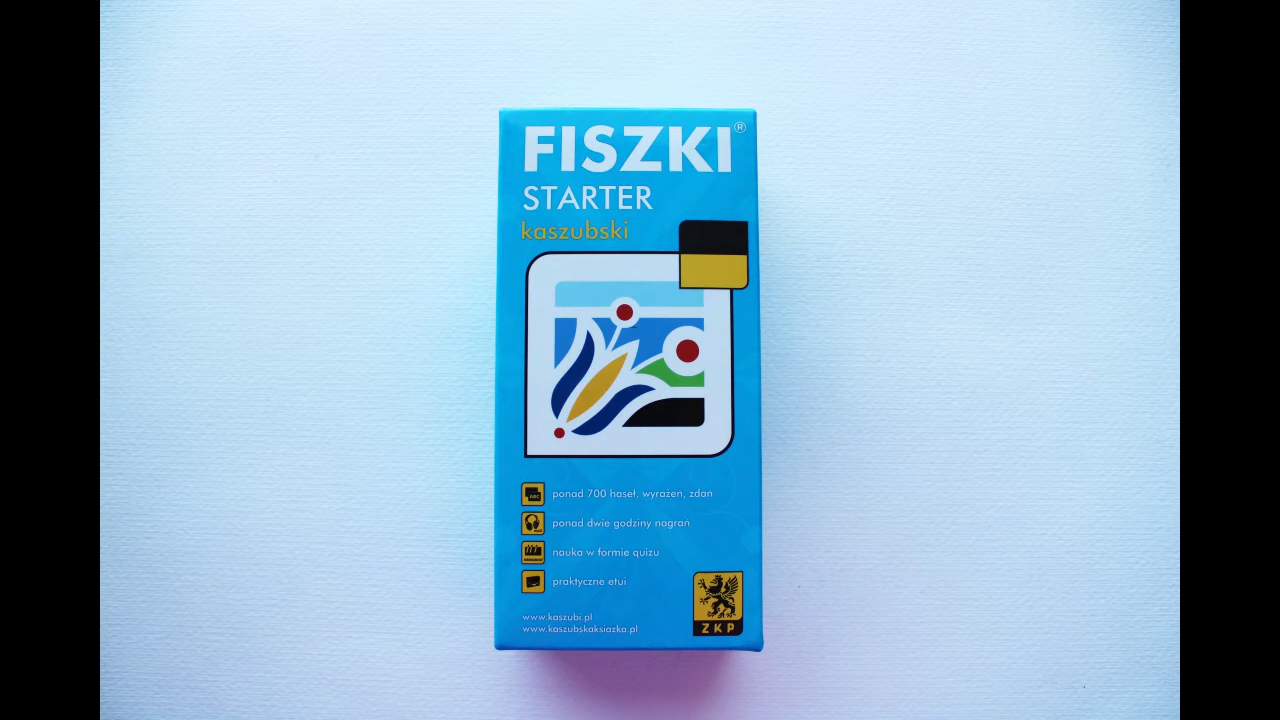 FISZKI®
STARTER
kaszubski
ponad 700 haseł, wyrażen, zdań
ponad dwie godziny nagrań
nauka w formie quizu
praktyczne etui
www.kaszubi.pl
www.kaszubskaksiazka.pl
ZKP